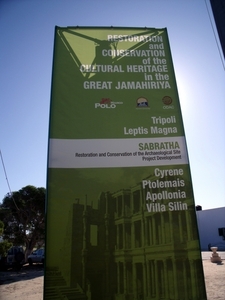 RESTORATION
and
CONSERVATION
of the
CULTURAL HERITAGE
in the
GREAT JAMAHIRIYA
POLO
Tripoli
Leptis Magna
SABRATHA
Restoration and Conservation of the Archaeological Site
Project Development
Cyrene
Ptolemais
Apollonia
Villa Silin